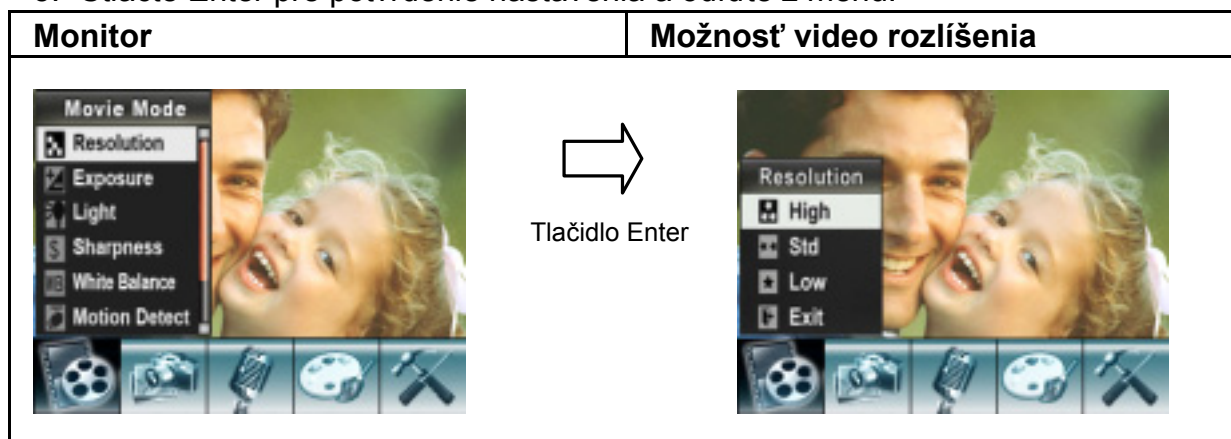 Monitor
Možnosť video rozlíšenia
Movie Mode
Resolution
Exposure
Light
Sharpness
White Balance
Motion Detect
Tlačidlo Enter
Resolution
High
Std
Low
Exit